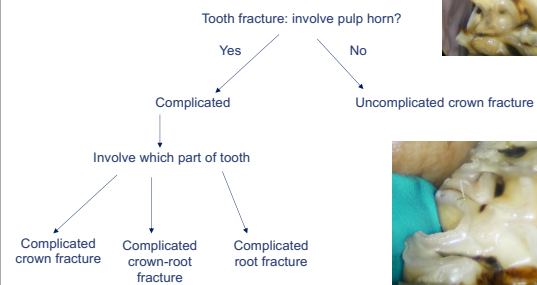 Tooth fracture: involve pulp horn?
Yes
No
Complicated
Uncomplicated crown fracture
Involve which part of tooth
Complicated
crown fracture
Complicated
crown-root
fracture
Complicated
root fracture